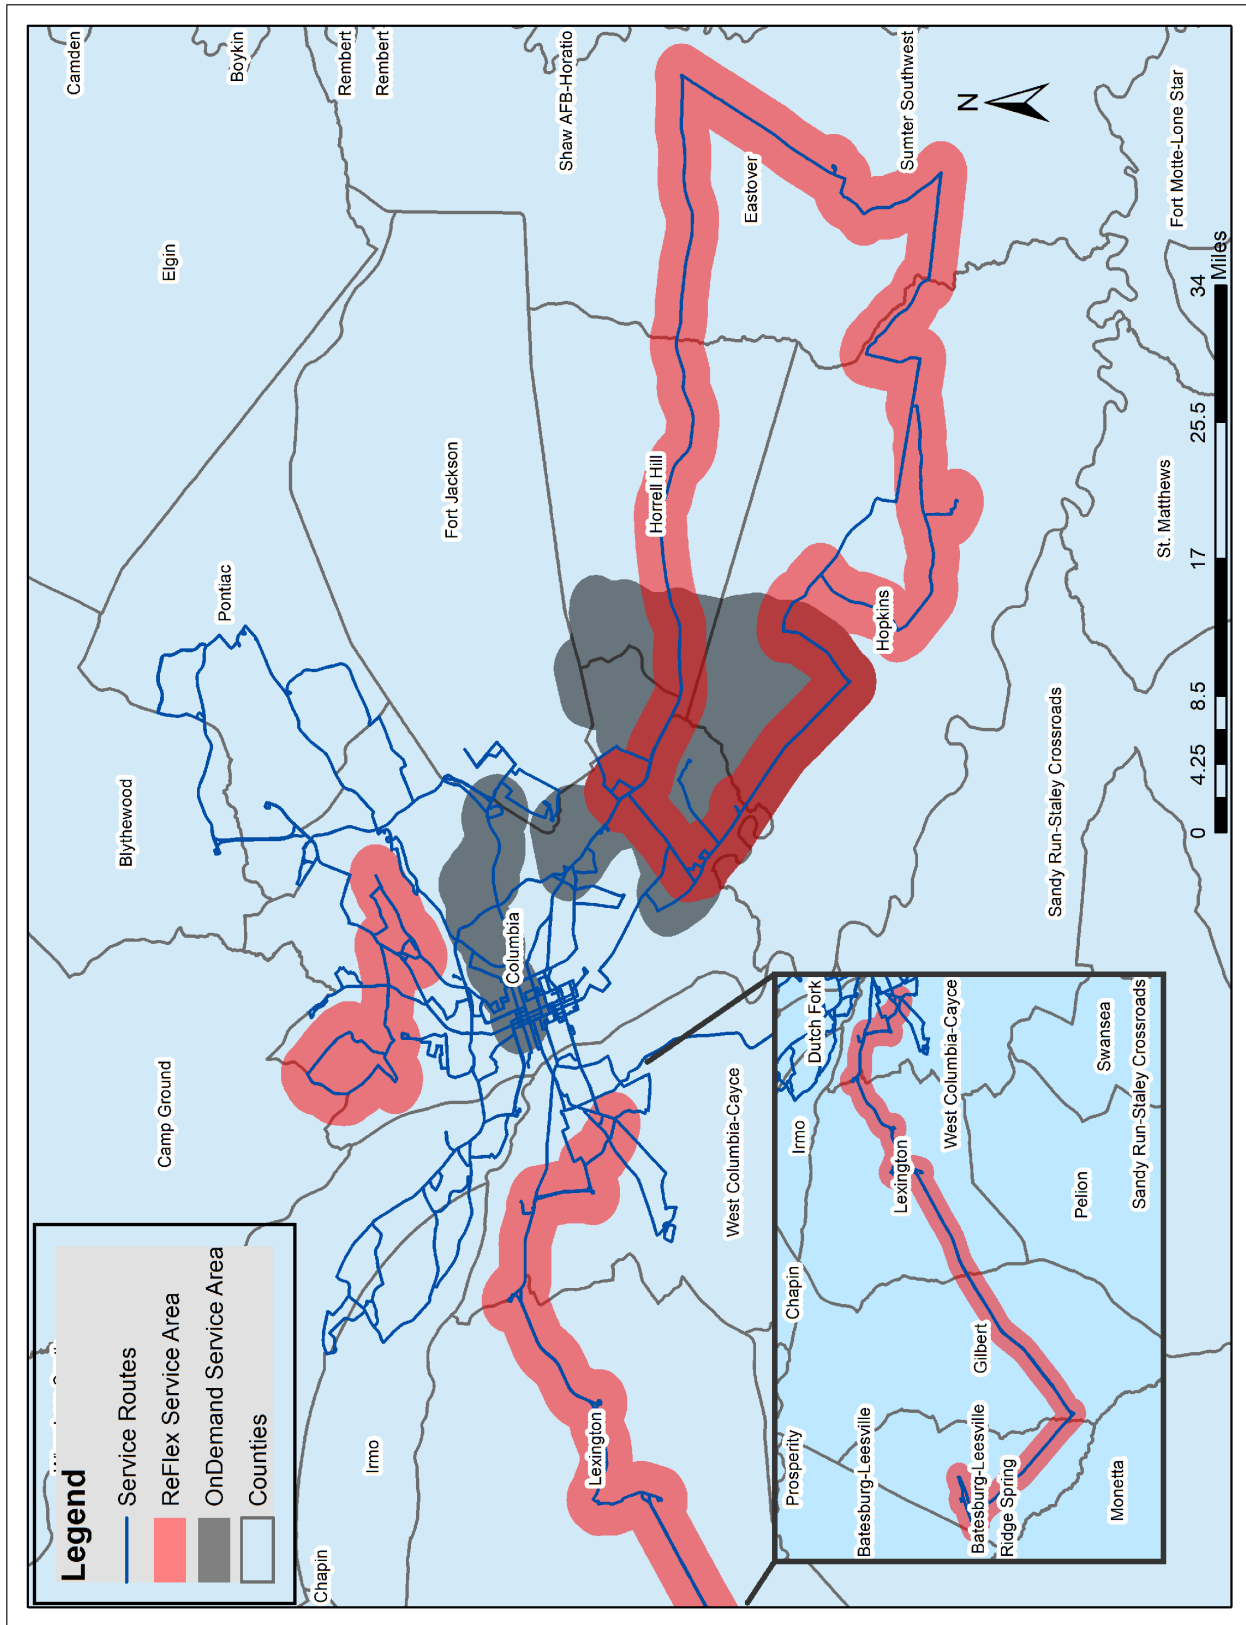 Legend
Service Routes
ReFlex Service Area
OnDemand Service Area
Counties
Camden
Boykin
Rembert
Rembert
Shaw AFB-Horatio
Sumter Southwest
Fort Motte-Lone Star
Elgin
Eastover
N
Fort Jackson
Horrell Hill
St. Matthews
Pontiac
Hopkins
Blythewood
Columbia
Sandy Run-Staley Crossroads
Camp Ground
West Columbia-Cayce
Irmo
Lexington
Chapin
0 4.25 8.5 17 25.5 34
Miles
Dutch Fork
West Columbia-Cayce
Swansea
Sandy Run-Staley Crossroads
Irmo
Lexington
Pelion
Chapin
Gilbert
Prosperity
Batesburg-Leesville
Batesburg-Leesville
Ridge Spring
Monetta